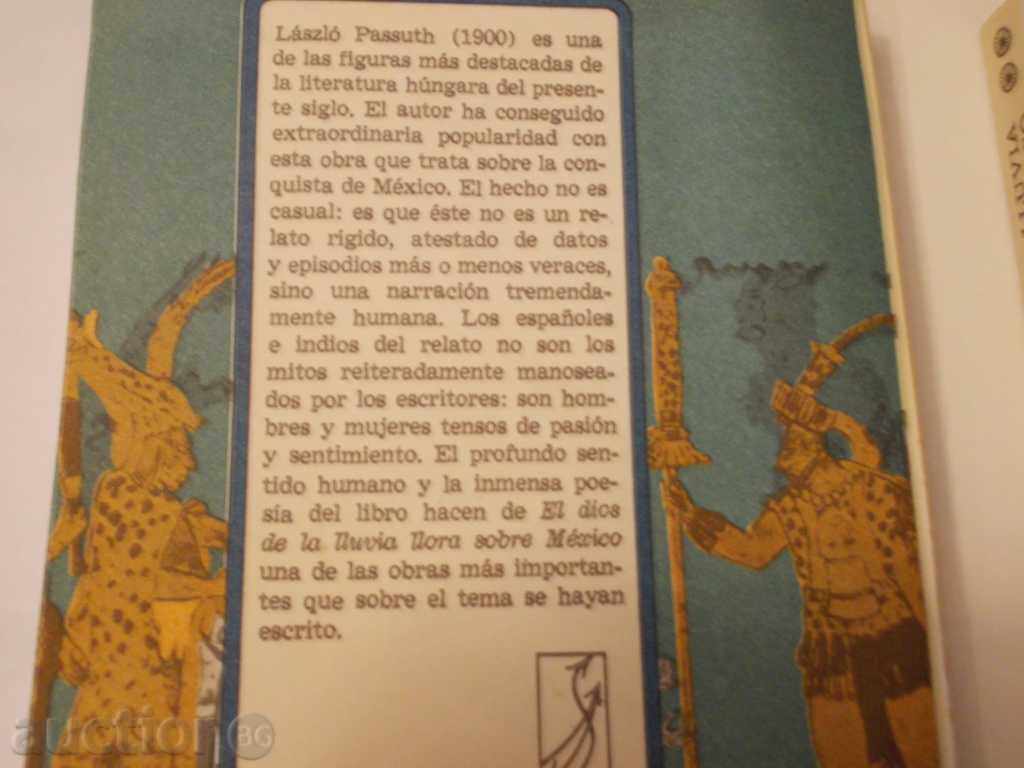 László Passuth (1900) es una
de las figuras más destacadas de
la literatura húngara del presen-
te siglo. El autor ha conseguido
extraordinaria popularidad con
esta obra que trata sobre la con-
quista de México. El hecho no es
casual: es que éste no es un re-
lato rígido, atestado de datos
y episodios más o menos veraces,
sino una narración tremenda-
mente humana. Los españoles
e indios del relato no son los
mitos reiteradamente manosea-
dos por los escritores: son hom-
bres y mujeres tensos de pasión
y sentimiento. El profundo sen-
tido humano y la inmensa poe-
sía del libro hacen de El dios
de la lluvia llora sobre México
una de las obras más importan-
tes que sobre el tema se hayan
escrito.
auction BG